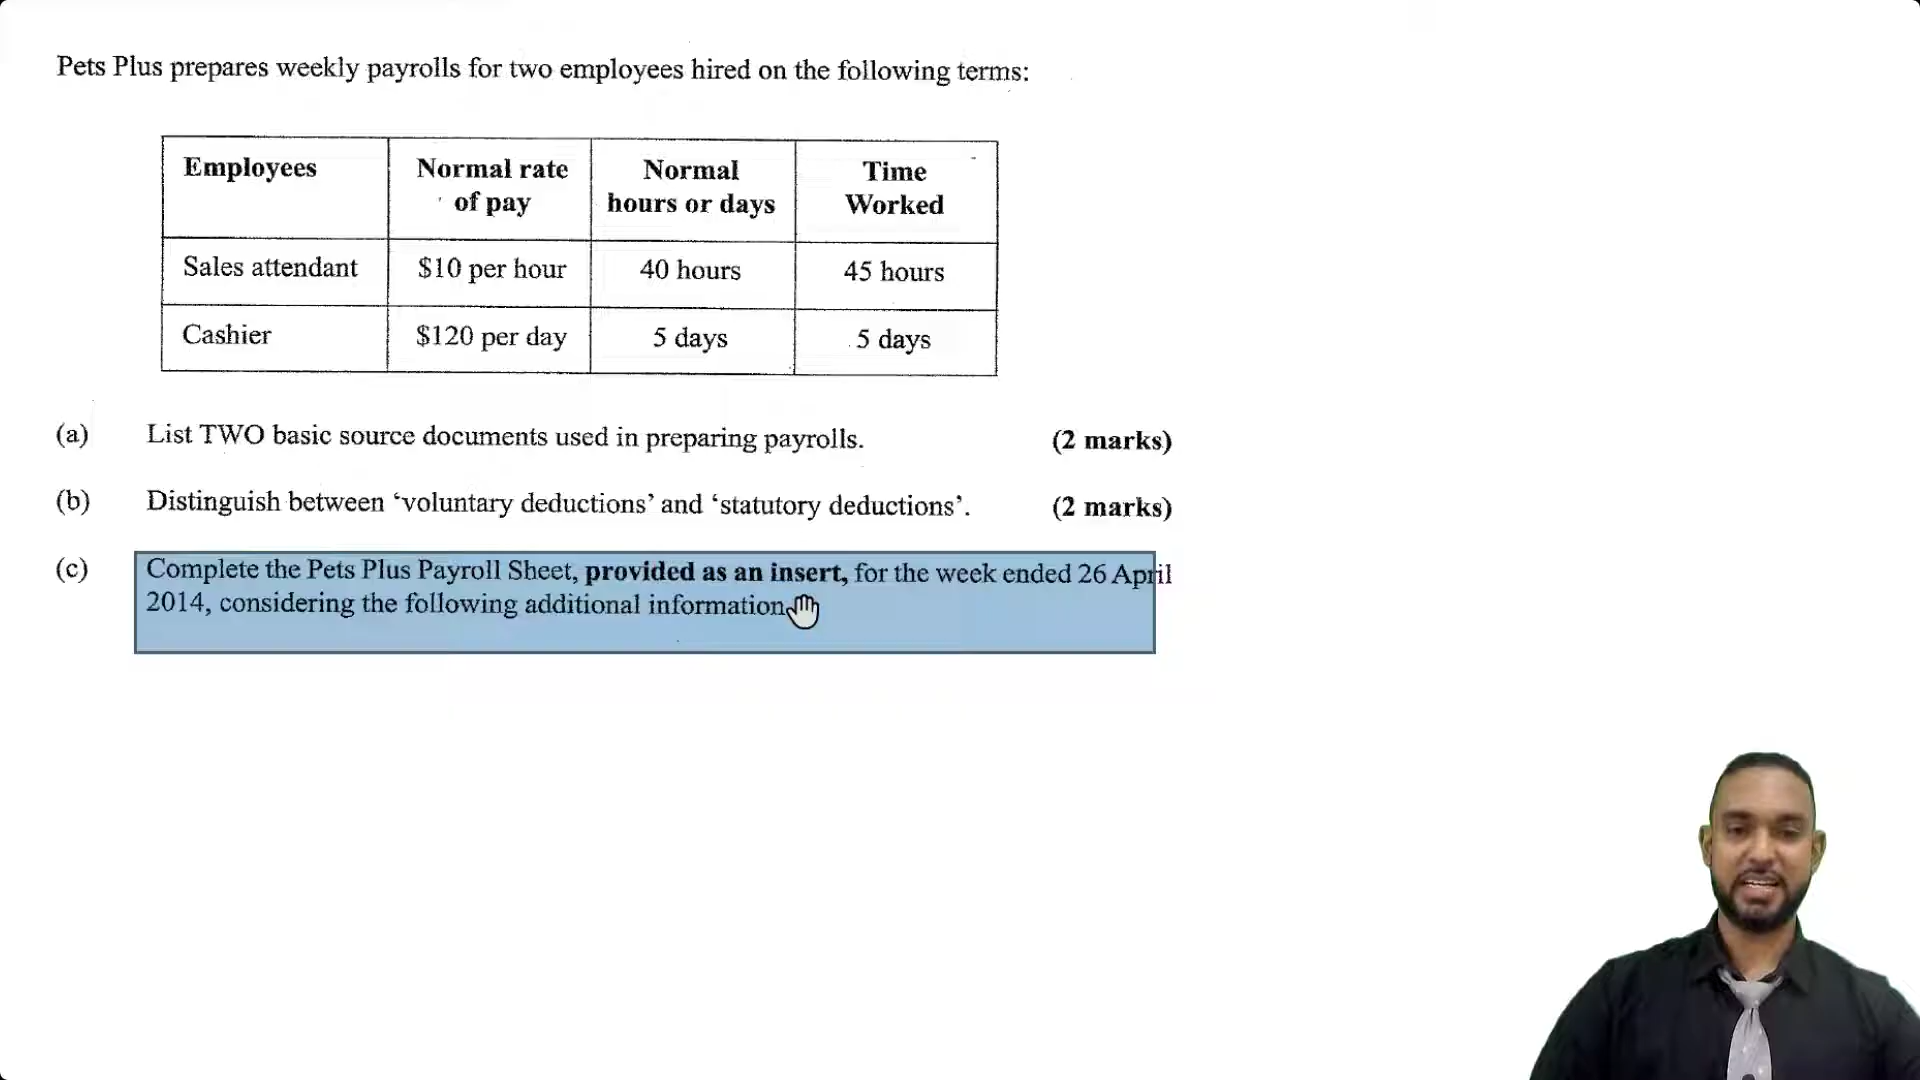 Pets Plus prepares weekly payrolls for two employees hired on the following terms:
Employees
Normal rate of pay
Normal hours or days
Time Worked
Sales attendant $10 per hour 40 hours 45 hours
Cashier $120 per day 5 days 5 days
(a) List TWO basic source documents used in preparing payrolls. (2 marks)
(b) Distinguish between ‘voluntary deductions’ and ‘statutory deductions’. (2 marks)
(c) Complete the Pets Plus Payroll Sheet, provided as an insert, for the week ended 26 April
2014, considering the following additional information